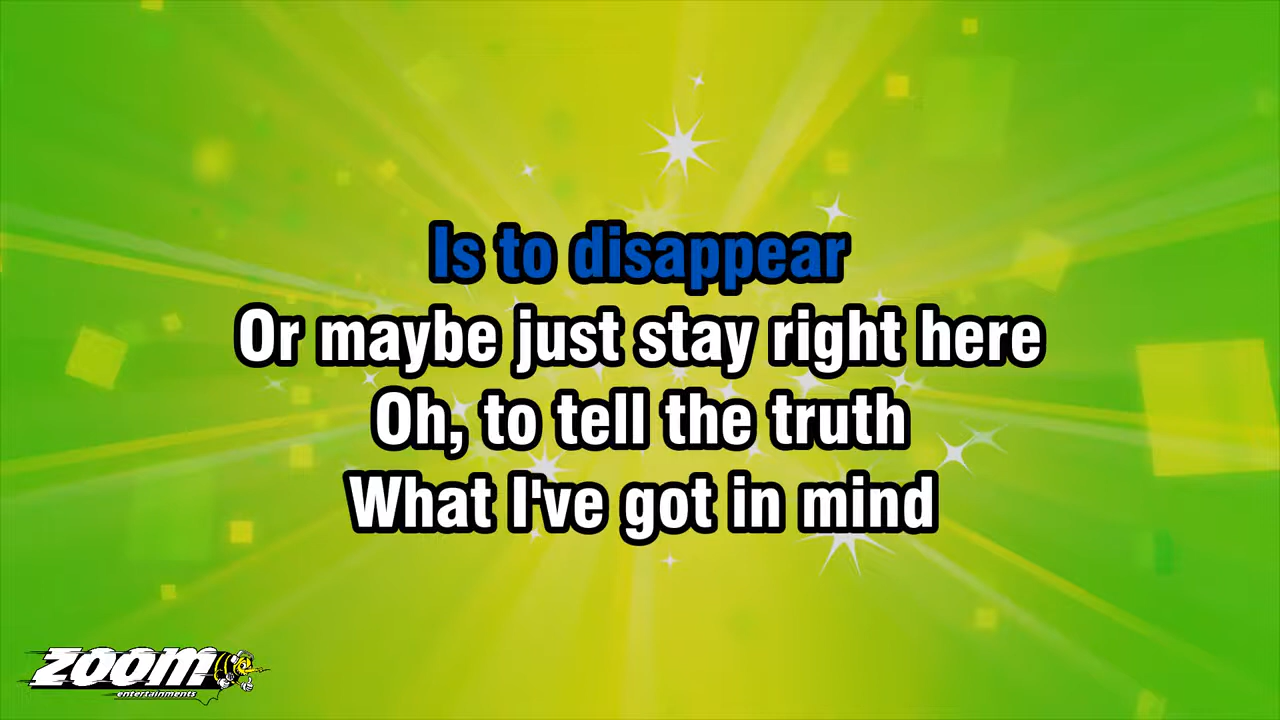 Is to disappear
Or maybe just stay right here
Oh, to tell the truth
What I've got in mind
ZOOM
entertainments